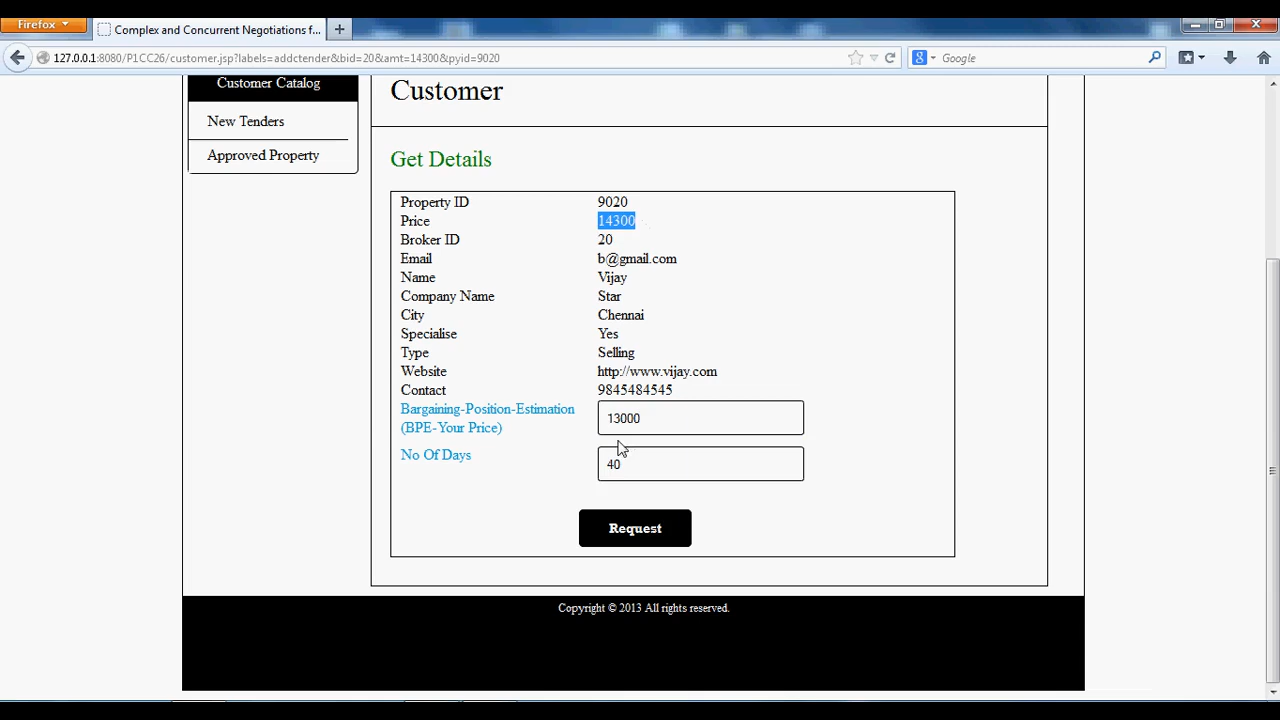 Firefox
Complex and Concurrent Negotiations f...
127.0.0.1:8080/P1CC26/customer.jsp?labels=addctender&bid=20&amt=14300&pyid=9020
Google
Customer Catalog
New Tenders
Approved Property
Customer
Get Details
Property ID 9020
Price 14300
Broker ID 20
Email b@gmail.com
Name Vijay
Company Name Star
City Chennai
Specialise Yes
Type Selling
Website http://www.vijay.com
Contact 9845484545
Bargaining-Position-Estimation
(BPE-Your Price) 13000
No Of Days 40
Request
Copyright © 2013 All rights reserved.